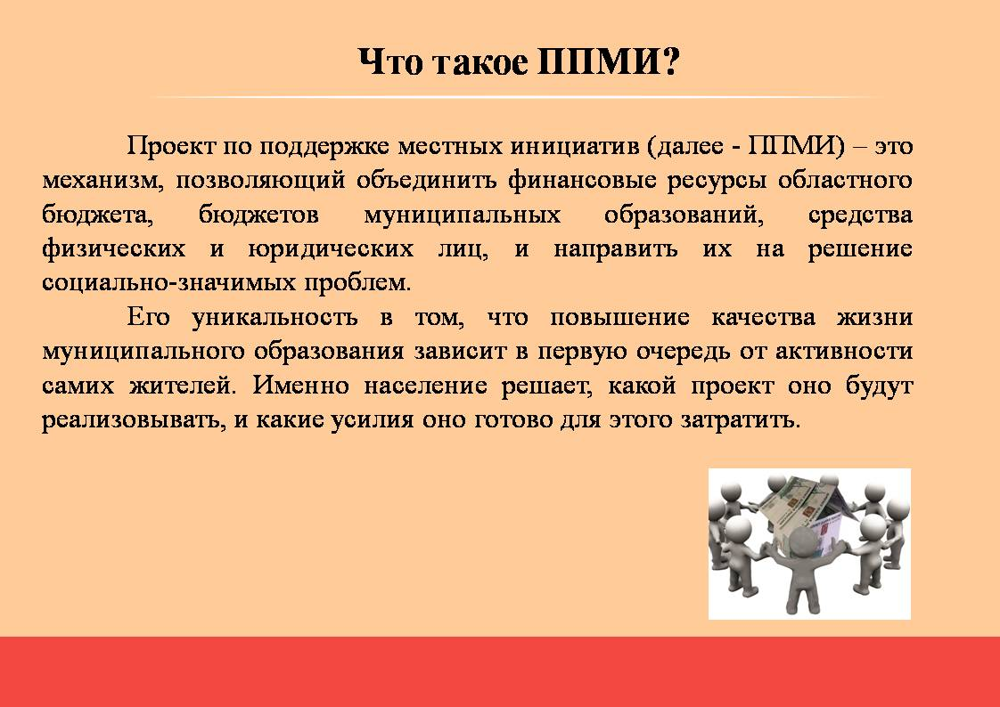 Что такое ППМИ?
Проект по поддержке местных инициатив (далее - ППМИ) – это
механизм, позволяющий объединить финансовые ресурсы областного
бюджета, бюджетов муниципальных образований, средства
физических и юридических лиц, и направить их на решение
социально-значимых проблем.
Его уникальность в том, что повышение качества жизни
муниципального образования зависит в первую очередь от активности
самих жителей. Именно население решает, какой проект оно будут
реализовывать, и какие усилия оно готово для этого затратить.